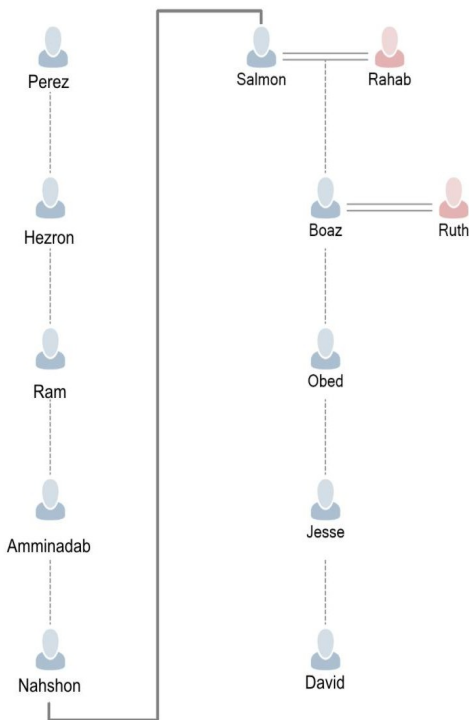 Perez
Hezron
Ram
Amminadab
Nahshon
Salmon Rahab
Boaz Ruth
Obed
Jesse
David